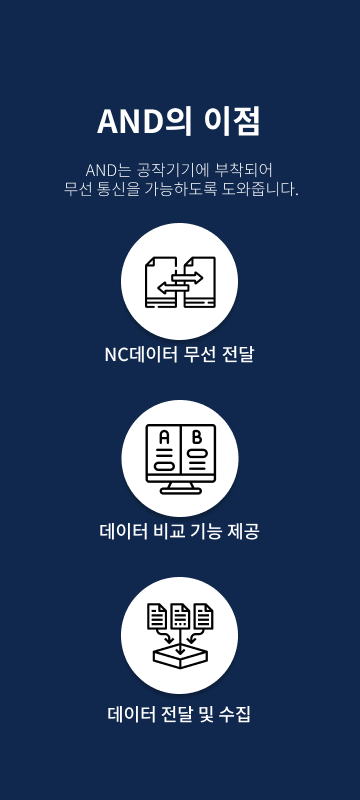 AND의 이점
AND는 공작기기에 부착되어
무선 통신을 가능하도록 도와줍니다.
NC데이터 무선 전달
A B
데이터 비교 기능 제공
데이터 전달 및 수집